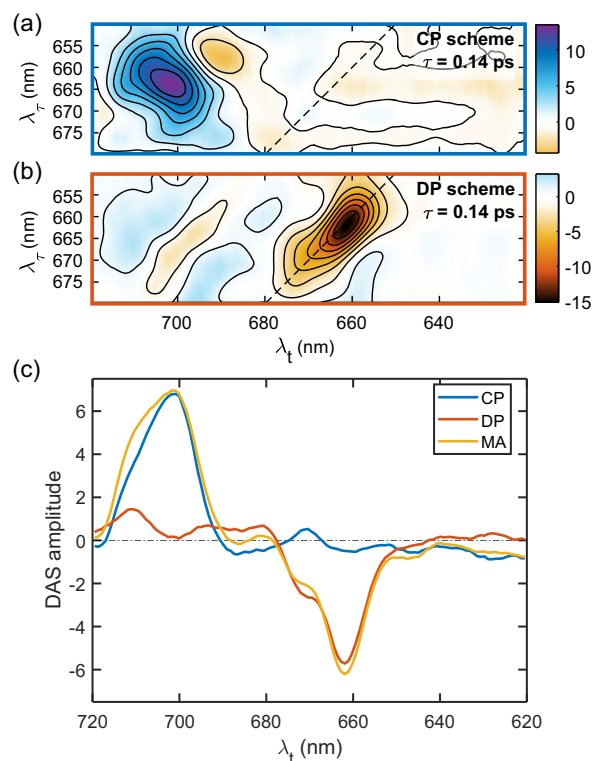 (a)
CP scheme
τ = 0.14 ps
650
655
660
665
670
675
λτ (nm)
10
5
0
(b)
DP scheme
τ = 0.14 ps
655
660
665
670
675
λτ (nm)
0
-5
-10
-15
700
680
660
640
λt (nm)
(c)
CP
DP
MA
6
4
2
0
-2
-4
-6
DAS amplitude
720
700
680
660
640
620
λt (nm)